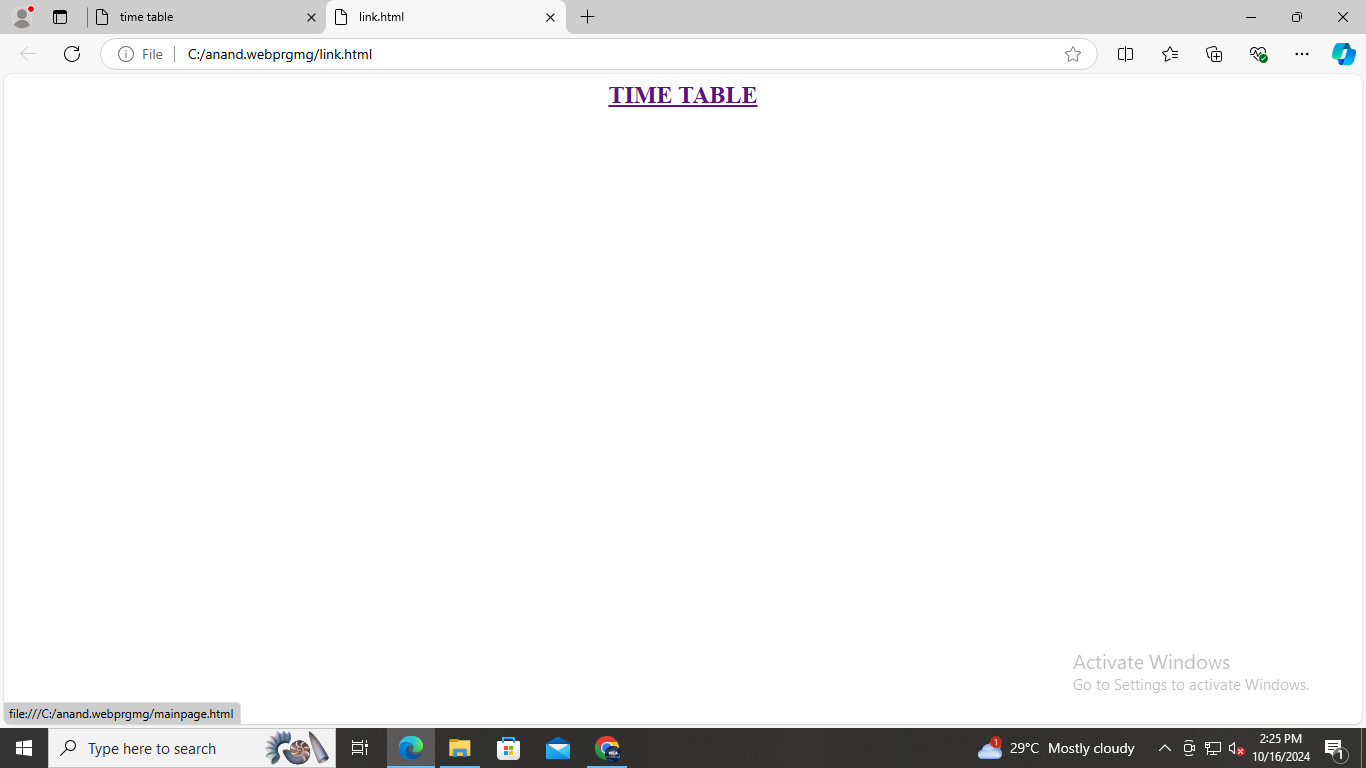 time table
link.html
File
C:/anand.webprgmg/link.html
TIME TABLE
Activate Windows
Go to Settings to activate Windows.
file:///C:/anand.webprgmg/mainpage.html
Type here to search
1
29°C Mostly cloudy
2:25 PM
10/16/2024
1